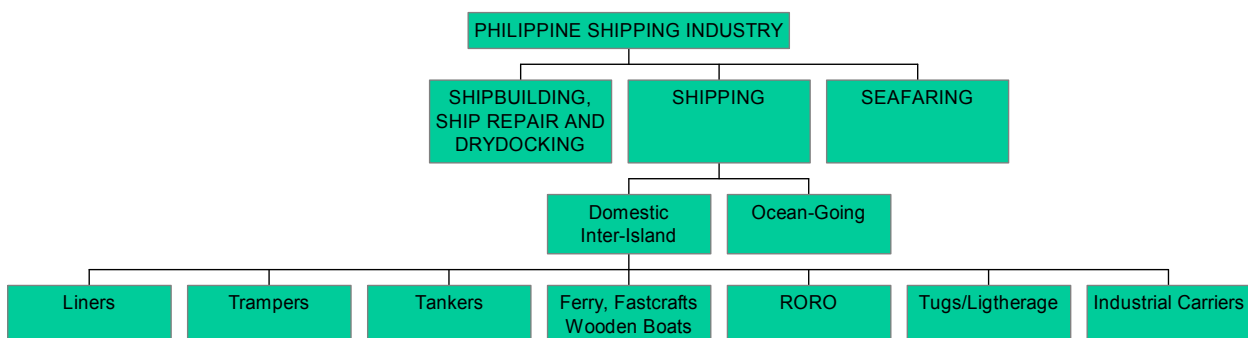 PHILIPPINE SHIPPING INDUSTRY
SHIPBUILDING,
SHIP REPAIR AND
DRYDOCKING
SHIPPING
SEAFARING
Domestic
Inter-Island
Ocean-Going
Liners
Trampers
Tankers
Ferry, Fastcrafts
Wooden Boats
RORO
Tugs/Ligtherage
Industrial Carriers